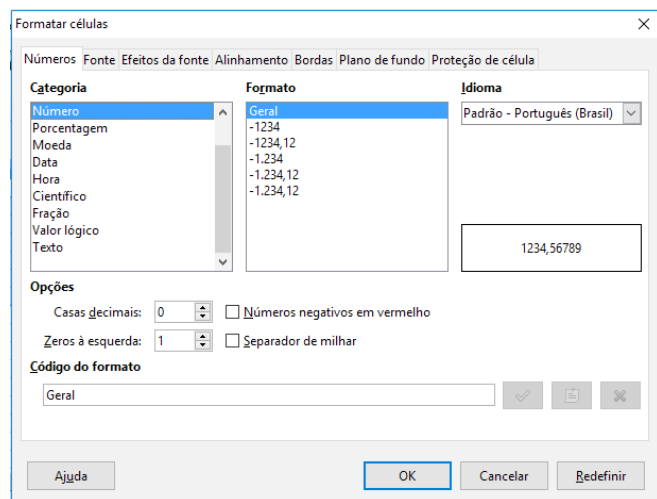 Formatar células
Números Fonte Efeitos da fonte Alinhamento Bordas Plano de fundo Proteção de célula
Categoria
Número
Porcentagem
Moeda
Data
Hora
Científico
Fração
Valor lógico
Texto
Formato
Geral
-1234
-1234,12
-1.234
-1.234,12
-1.234,12
Idioma
Padrão - Português (Brasil)
1234,56789
Opções
Casas decimais: 0 Números negativos em vermelho
Zeros à esquerda: 1 Separador de milhar
Código do formato
Geral
Ajuda OK Cancelar Redefinir